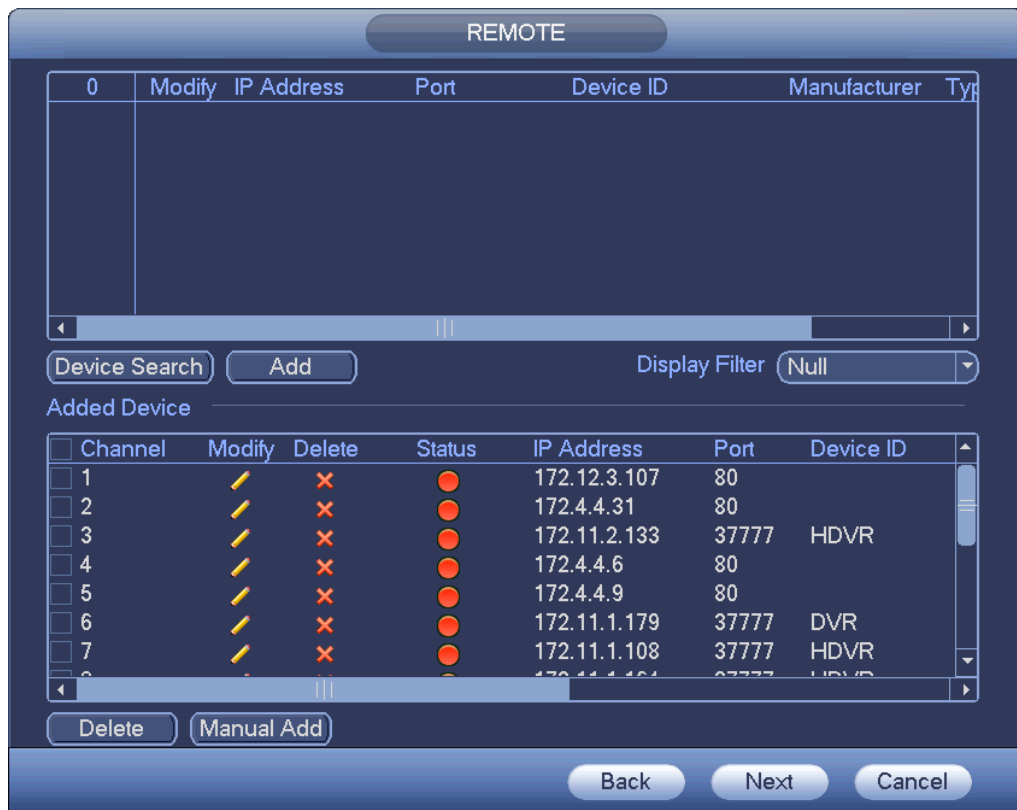 REMOTE
0 Modify IP Address Port Device ID Manufacturer Typ
Device Search Add Display Filter Null
Added Device
Channel Modify Delete Status IP Address Port Device ID
1 172.12.3.107 80
2 172.4.4.31 80
3 172.11.2.133 37777 HDVR
4 172.4.4.6 80
5 172.4.4.9 80
6 172.11.1.179 37777 DVR
7 172.11.1.108 37777 HDVR
Delete Manual Add
Back Next Cancel